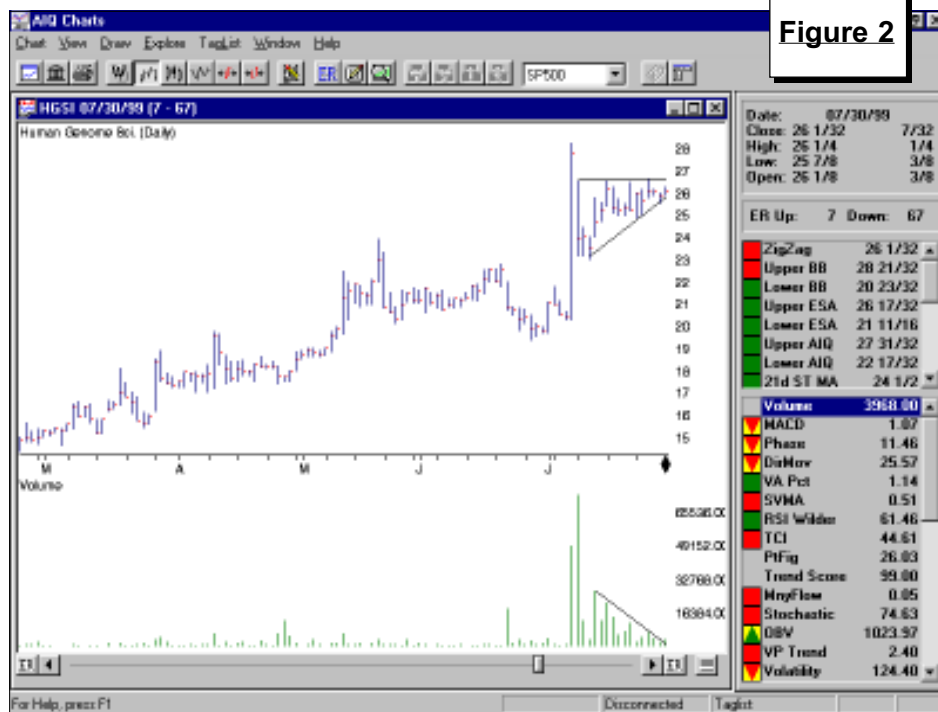 AIQ Charts
Figure 2
Chart View Draw Explore TagList Window Help
ER
SP500
HGSI 07/30/99 (7 - 67)
Human Genome Sci. (Daily)
28
27
26
25
24
23
22
21
20
19
18
17
16
15
M A M J J
Volume
65536.00
49152.00
32768.00
16384.00
Date: 07/30/99
Close: 26 1/32 7/32
High: 26 1/4 1/4
Low: 25 7/8 3/8
Open: 26 1/8 3/8
ER Up: 7 Down: 67
ZigZag 26 1/32
Upper BB 28 21/32
Lower BB 20 23/32
Upper ESA 26 17/32
Lower ESA 21 11/16
Upper AIQ 27 31/32
Lower AIQ 22 17/32
21d ST MA 24 1/2
Volume 3968.00
MACD 1.07
Phase 11.46
DirMov 25.57
VA Pct 1.14
SVMA 0.51
RSI Wilder 61.46
TCI 44.61
PtFig 26.03
Trend Score 99.00
MnyFlow 0.05
Stochastic 74.63
OBV 1023.97
VP Trend 2.40
Volatility 124.40
For Help, press F1
Disconnected
Taglist